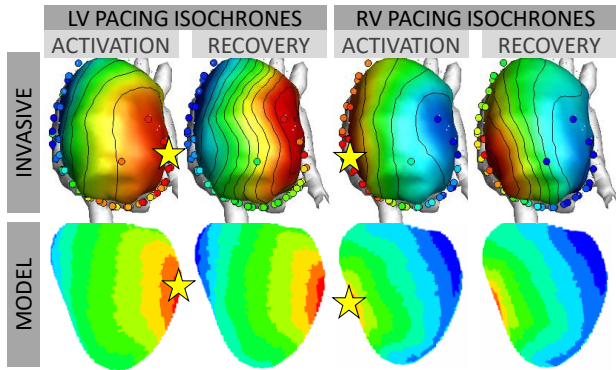 LV PACING ISOCHRONES RV PACING ISOCHRONES
ACTIVATION RECOVERY ACTIVATION RECOVERY
INVASIVE
MODEL